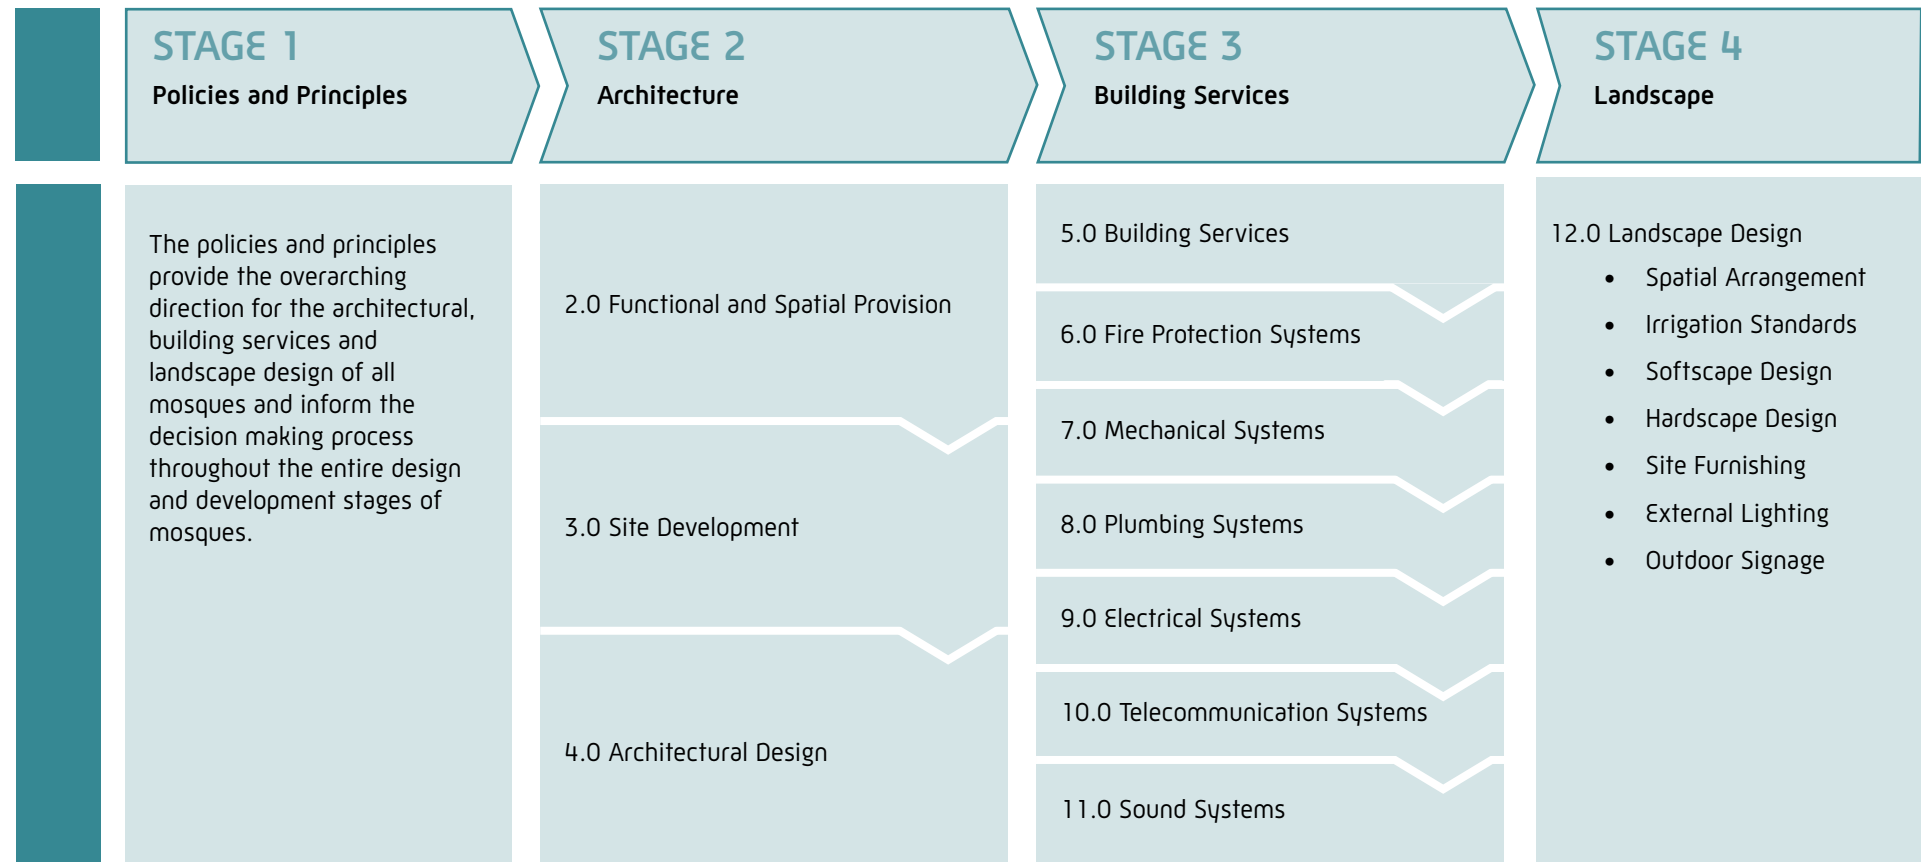 STAGE 1
Policies and Principles
STAGE 2
Architecture
STAGE 3
Building Services
STAGE 4
Landscape
The policies and principles
provide the overarching
direction for the architectural,
building services and
landscape design of all
mosques and inform the
decision making process
throughout the entire design
and development stages of
mosques.
2.0 Functional and Spatial Provision
3.0 Site Development
4.0 Architectural Design
5.0 Building Services
6.0 Fire Protection Systems
7.0 Mechanical Systems
8.0 Plumbing Systems
9.0 Electrical Systems
10.0 Telecommunication Systems
11.0 Sound Systems
12.0 Landscape Design
• Spatial Arrangement
• Irrigation Standards
• Softscape Design
• Hardscape Design
• Site Furnishing
• External Lighting
• Outdoor Signage